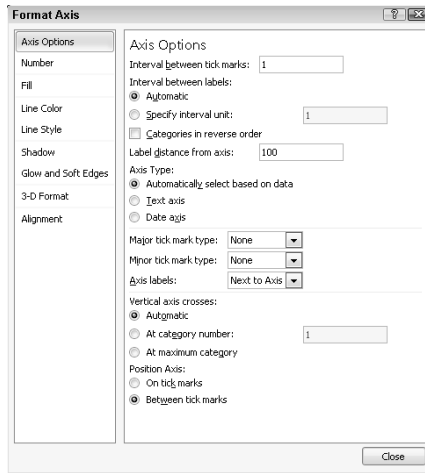 Format Axis
Axis Options
Number
Fill
Line Color
Line Style
Shadow
Glow and Soft Edges
3-D Format
Alignment
Axis Options
Interval between tick marks: 1
Interval between labels:
Automatic
Specify interval unit: 1
Categories in reverse order
Label distance from axis: 100
Axis Type:
Automatically select based on data
Text axis
Date axis
Major tick mark type: None
Minor tick mark type: None
Axis labels: Next to Axis
Vertical axis crosses:
Automatic
At category number: 1
At maximum category
Position Axis:
On tick marks
Between tick marks
Close